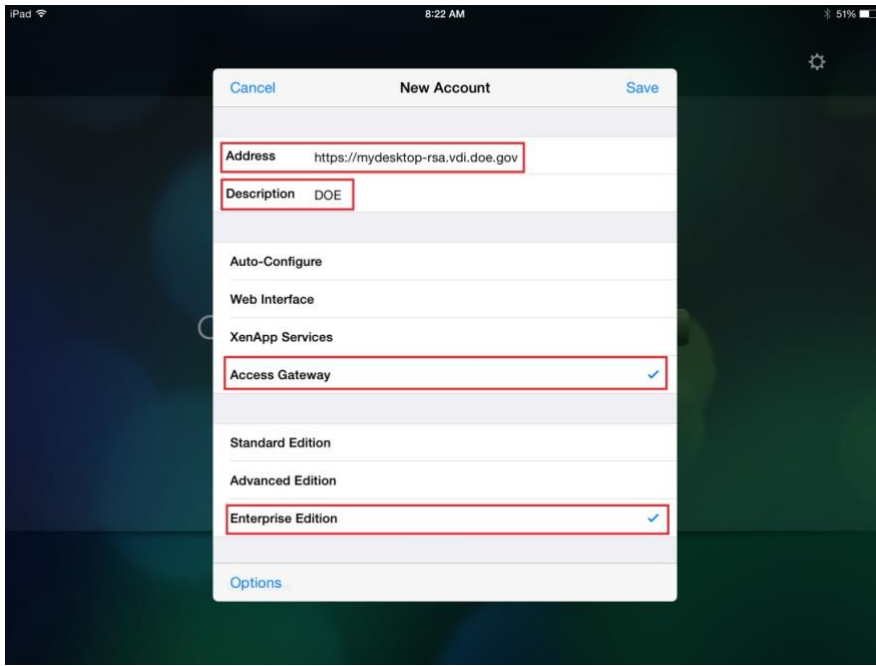 iPad 8:22 AM 51%
Cancel New Account Save
Address https://mydesktop-rsa.vdi.doe.gov
Description DOE
Auto-Configure
Web Interface
XenApp Services
Access Gateway
Standard Edition
Advanced Edition
Enterprise Edition
Options